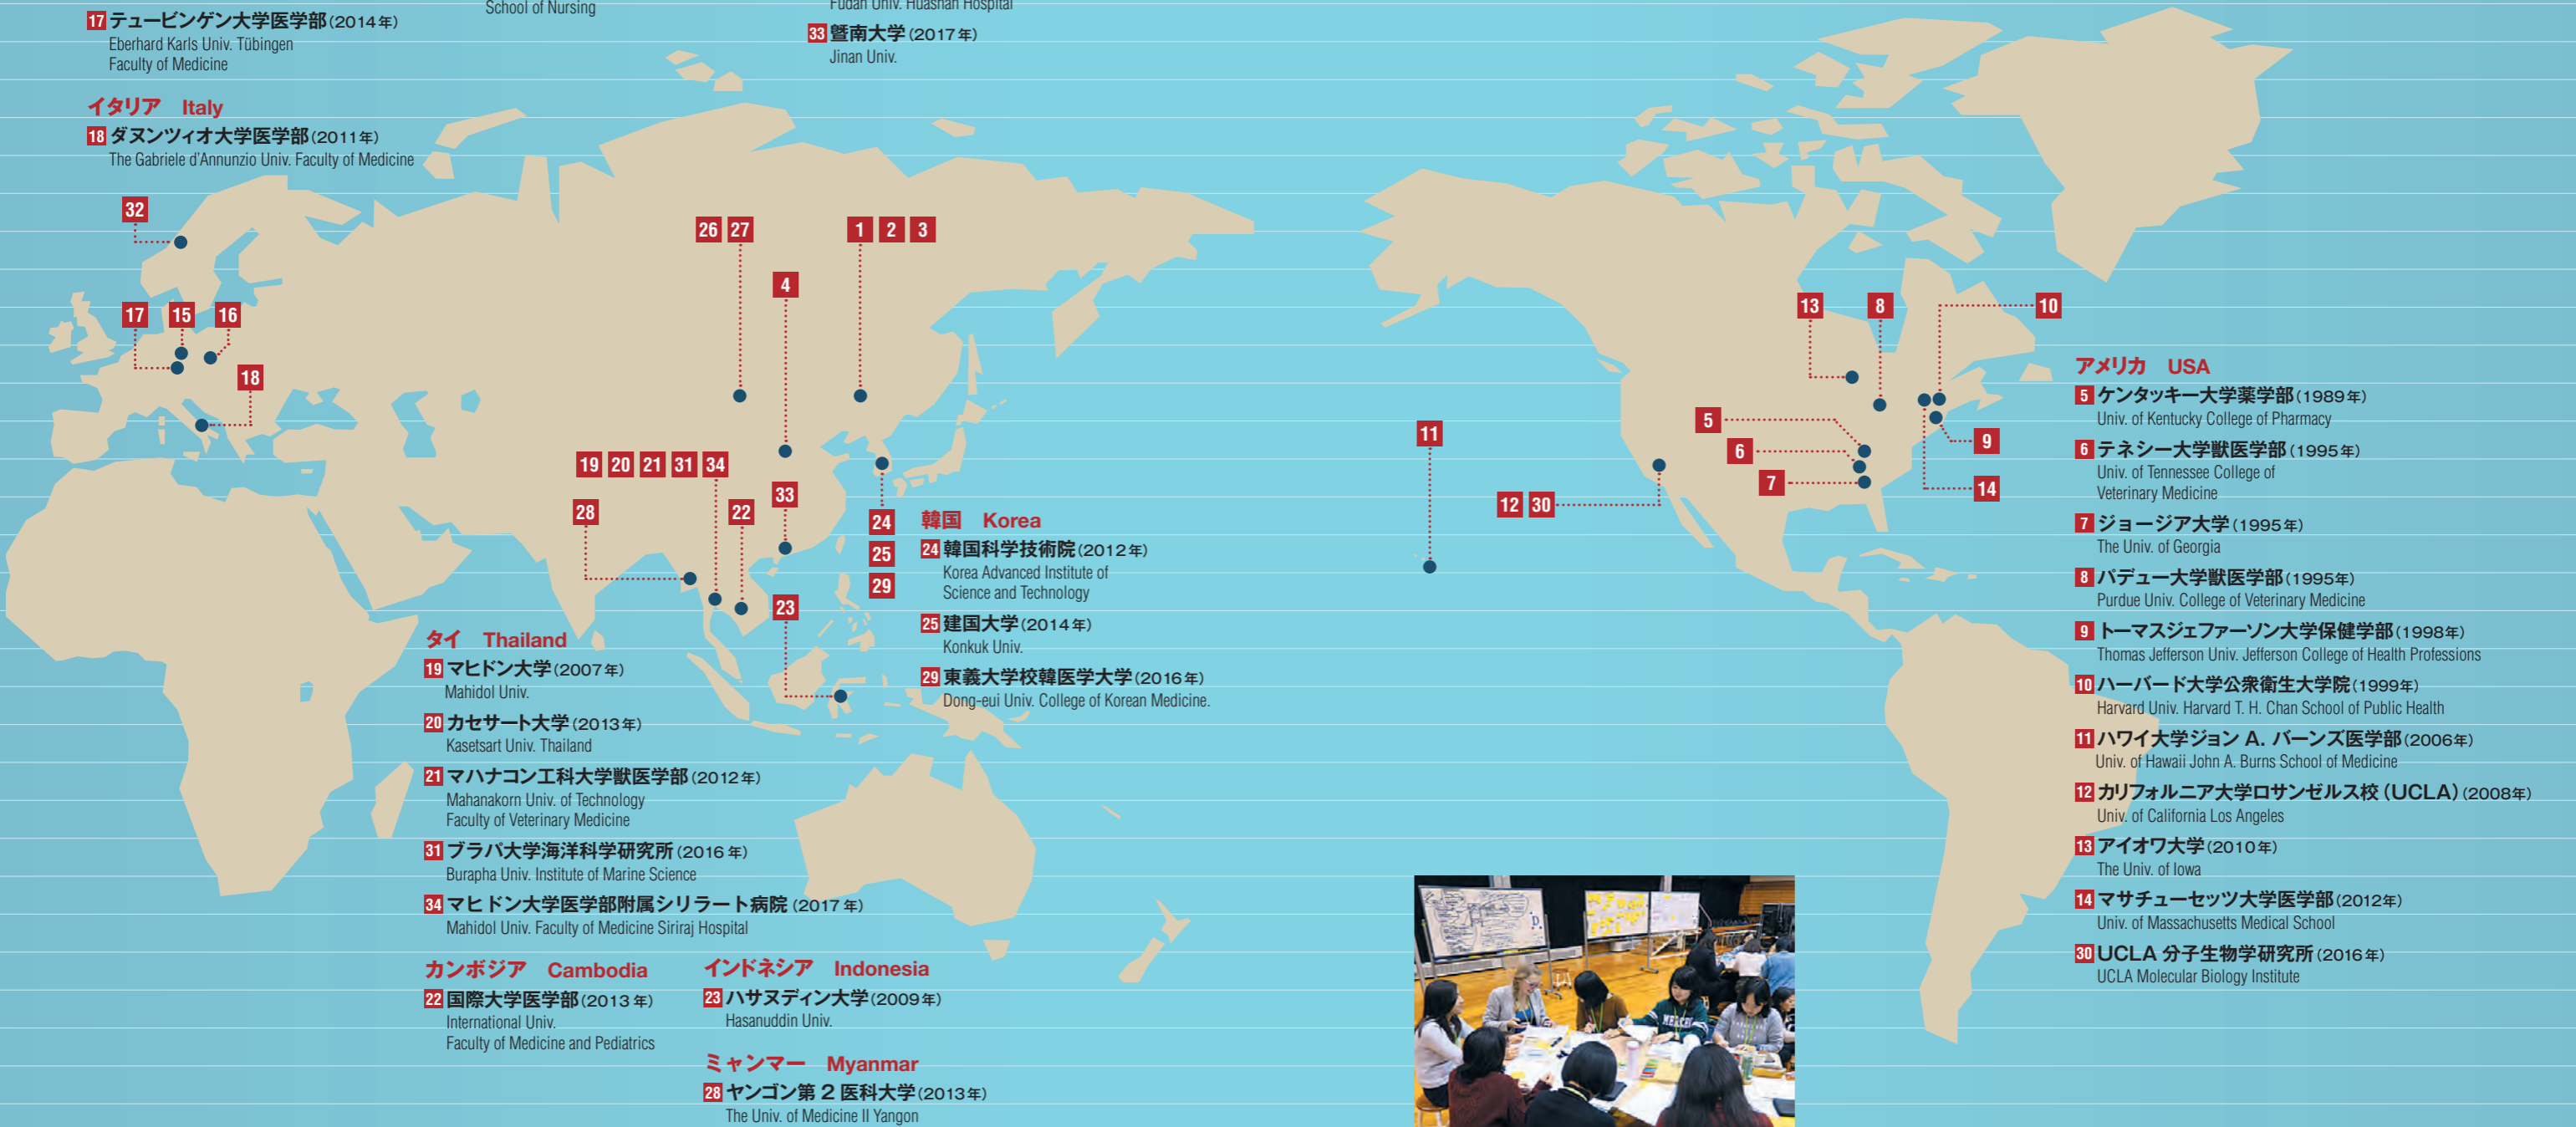 School of Nursing
Fudan Univ. Huashan Hospital
17 テュービンゲン大学医学部(2014年)
Eberhard Karls Univ. Tübingen
Faculty of Medicine
33 曁南大学(2017年)
Jinan Univ.
イタリア Italy
18 ダヌンツィオ大学医学部(2011年)
The Gabriele d'Annunzio Univ. Faculty of Medicine
32
26 27
1 2 3
4
17 15 16
18
13 8 10
11
5
6
7
9
14
12 30
19 20 21 31 34
28
22
33
23
24
25
29
韓国 Korea
24 韓国科学技術院(2012年)
Korea Advanced Institute of
Science and Technology
25 建国大学(2014年)
Konkuk Univ.
29 東義大学校韓医学大学(2016年)
Dong-eui Univ. College of Korean Medicine.
タイ Thailand
19 マヒドン大学(2007年)
Mahidol Univ.
20 カセサート大学(2013年)
Kasetsart Univ. Thailand
21 マハナコン工科大学獣医学部(2012年)
Mahanakorn Univ. of Technology
Faculty of Veterinary Medicine
31 ブラパ大学海洋科学研究所(2016年)
Burapha Univ. Institute of Marine Science
34 マヒドン大学医学部附属シリラート病院(2017年)
Mahidol Univ. Faculty of Medicine Siriraj Hospital
カンボジア Cambodia
22 国際大学医学部(2013年)
International Univ.
Faculty of Medicine and Pediatrics
インドネシア Indonesia
23 ハサヌディン大学(2009年)
Hasanuddin Univ.
ミャンマー Myanmar
28 ヤンゴン第2医科大学(2013年)
The Univ. of Medicine II Yangon
アメリカ USA
5 ケンタッキー大学薬学部(1989年)
Univ. of Kentucky College of Pharmacy
6 テネシー大学獣医学部(1995年)
Univ. of Tennessee College of
Veterinary Medicine
7 ジョージア大学(1995年)
The Univ. of Georgia
8 パデュー大学獣医学部(1995年)
Purdue Univ. College of Veterinary Medicine
9 トーマスジェファーソン大学保健学部(1998年)
Thomas Jefferson Univ. Jefferson College of Health Professions
10 ハーバード大学公衆衛生大学院(1999年)
Harvard Univ. Harvard T. H. Chan School of Public Health
11 ハワイ大学ジョン A. バーンズ医学部(2006年)
Univ. of Hawaii John A. Burns School of Medicine
12 カリフォルニア大学ロサンゼルス校(UCLA)(2008年)
Univ. of California Los Angeles
13 アイオワ大学(2010年)
The Univ. of Iowa
14 マサチューセッツ大学医学部(2012年)
Univ. of Massachusetts Medical School
30 UCLA 分子生物学研究所(2016年)
UCLA Molecular Biology Institute